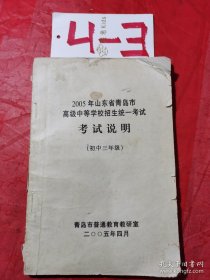 4-3
2005年山东省青岛市
高级中等学校招生统一考试
考试说明
(初中三年级)
青岛市普通教育教研室
二〇〇五年四月